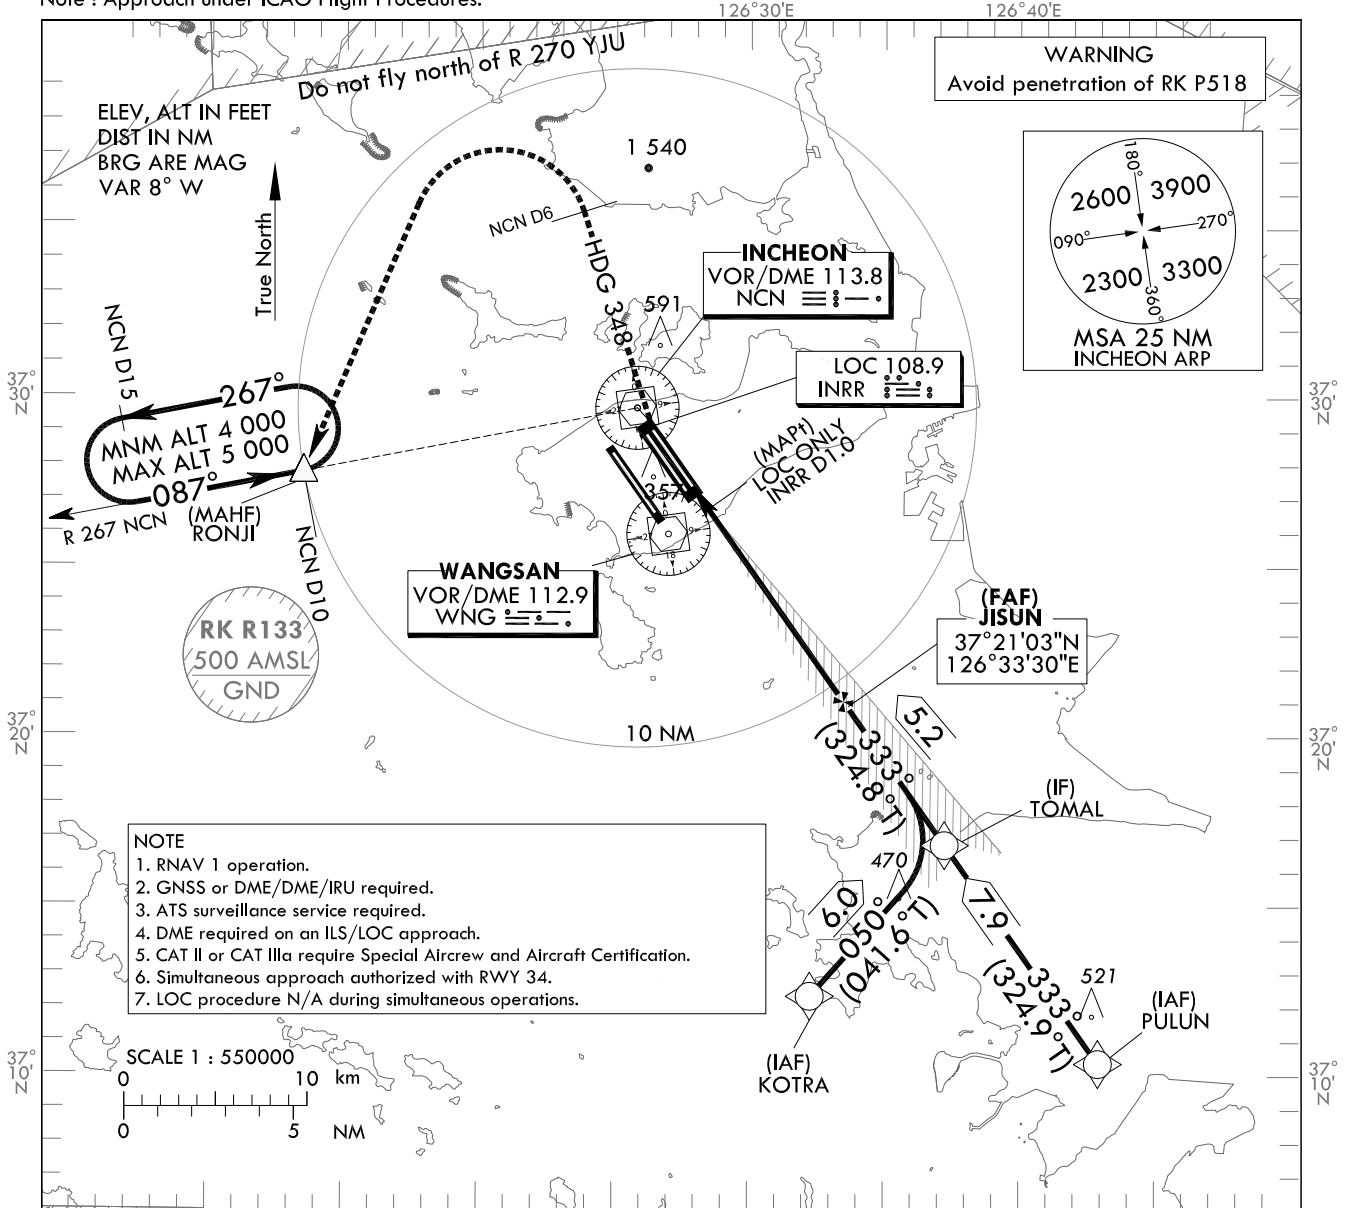 Note : Approach under ICAO Flight Procedures.
126°30'E
126°40'E
Do not fly north of R 270 YJU
WARNING
Avoid penetration of RK P518
ELEV, ALT IN FEET
DIST IN NM
BRG ARE MAG
VAR 8° W
True North
1 540
NCN D6
HDG 348
180°
2600
3900
090°
270°
2300
3300
360°
MSA 25 NM
INCHEON ARP
INCHEON
VOR/DME 113.8
NCN
591
LOC 108.9
INRR
NCN D15
267°
MNM ALT 4 000
MAX ALT 5 000
087°
R 267 NCN
(MAHF)
RONJI
NCN D10
37°
30'
N
37°
30'
N
(MAPt)
LOC ONLY
INRR D1.0
357
WANGSAN
VOR/DME 112.9
WNG
RK R133
500 AMSL
GND
(FAF)
JISUN
37°21'03"N
126°33'30"E
10 NM
37°
20'
N
37°
20'
N
5.2
333°
(324.8°T)
(IF)
TOMAL
NOTE
1. RNAV 1 operation.
2. GNSS or DME/DME/IRU required.
3. ATS surveillance service required.
4. DME required on an ILS/LOC approach.
5. CAT II or CAT IIIa require Special Aircrew and Aircraft Certification.
6. Simultaneous approach authorized with RWY 34.
7. LOC procedure N/A during simultaneous operations.
470
6.0
050°
(041.6°T)
7.9
333°
(324.9°T)
521
(IAF)
PULUN
(IAF)
KOTRA
SCALE 1 : 550000
0
10
km
0
5
NM
37°
10'
N
37°
10'
N